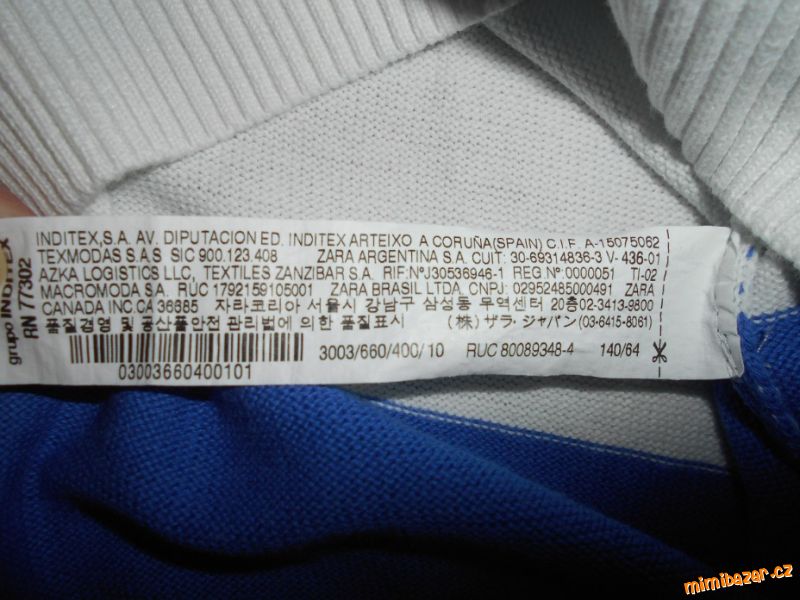 grupo INDITEX
RN 77302
INDITEX,S.A. AV. DIPUTACION ED. INDITEX ARTEIXO A CORUÑA(SPAIN) C.I.F. A-15075062
TEXMODAS S.A.S SIC 900.123.408 ZARA ARGENTINA S.A. CUIT: 30-69314836-3 V- 436-01
AZKA LOGISTICS LLC, TEXTILES ZANZIBAR S.A. RIF:NºJ30536946-1 REG Nº:0000051 TI-02
MACROMODA S.A. RUC 1792159105001 ZARA BRASIL LTDA, CNPJ: 02952485000491 ZARA
CANADA INC.CA 36685 자라코리아 서울시 강남구 삼성동 무역센터 20층02-3413-9800
품질경영 및 공산품안전 관리법에 의한 품질표시 (株) ザラ・ジャパン (03-6415-8061)
3003/660/400/10 RUC 80089348-4 140/64
03003660400101
mimibazar.cz